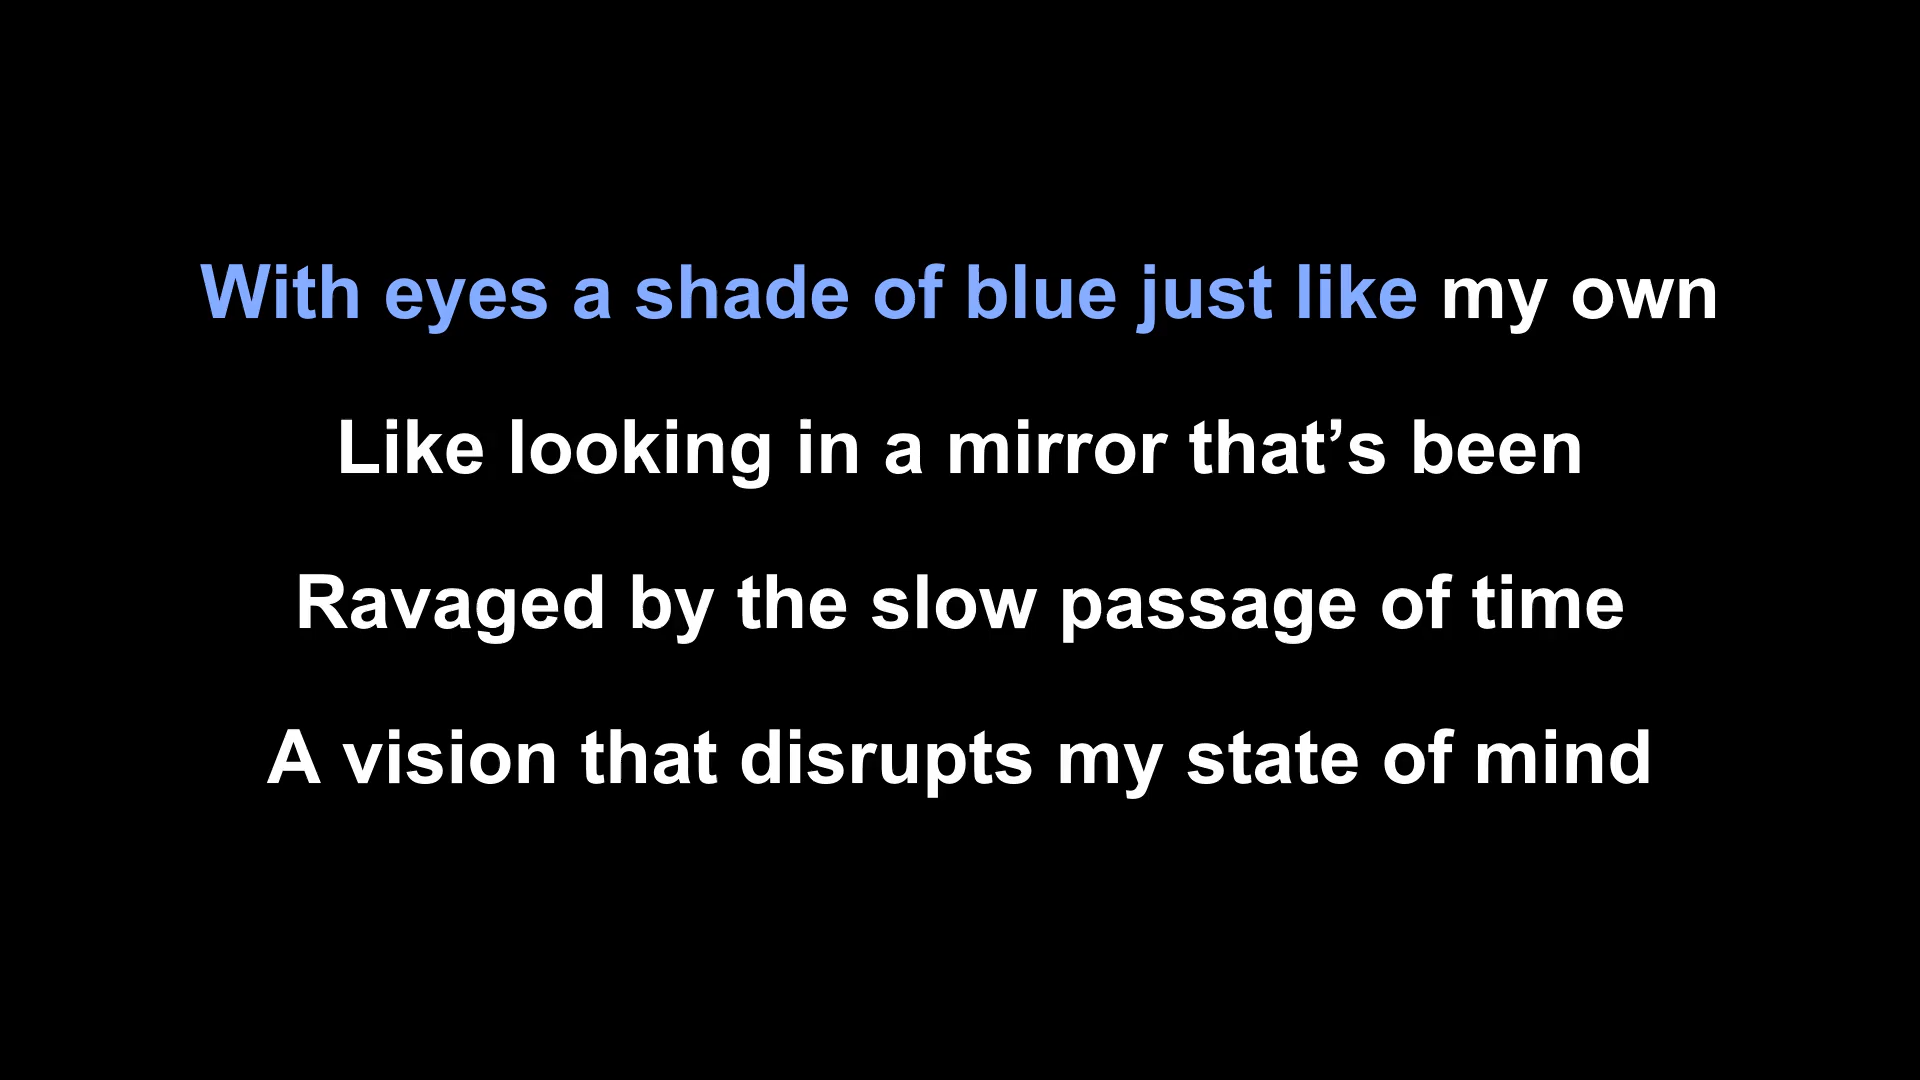 With eyes a shade of blue just like my own
Like looking in a mirror that’s been
Ravaged by the slow passage of time
A vision that disrupts my state of mind